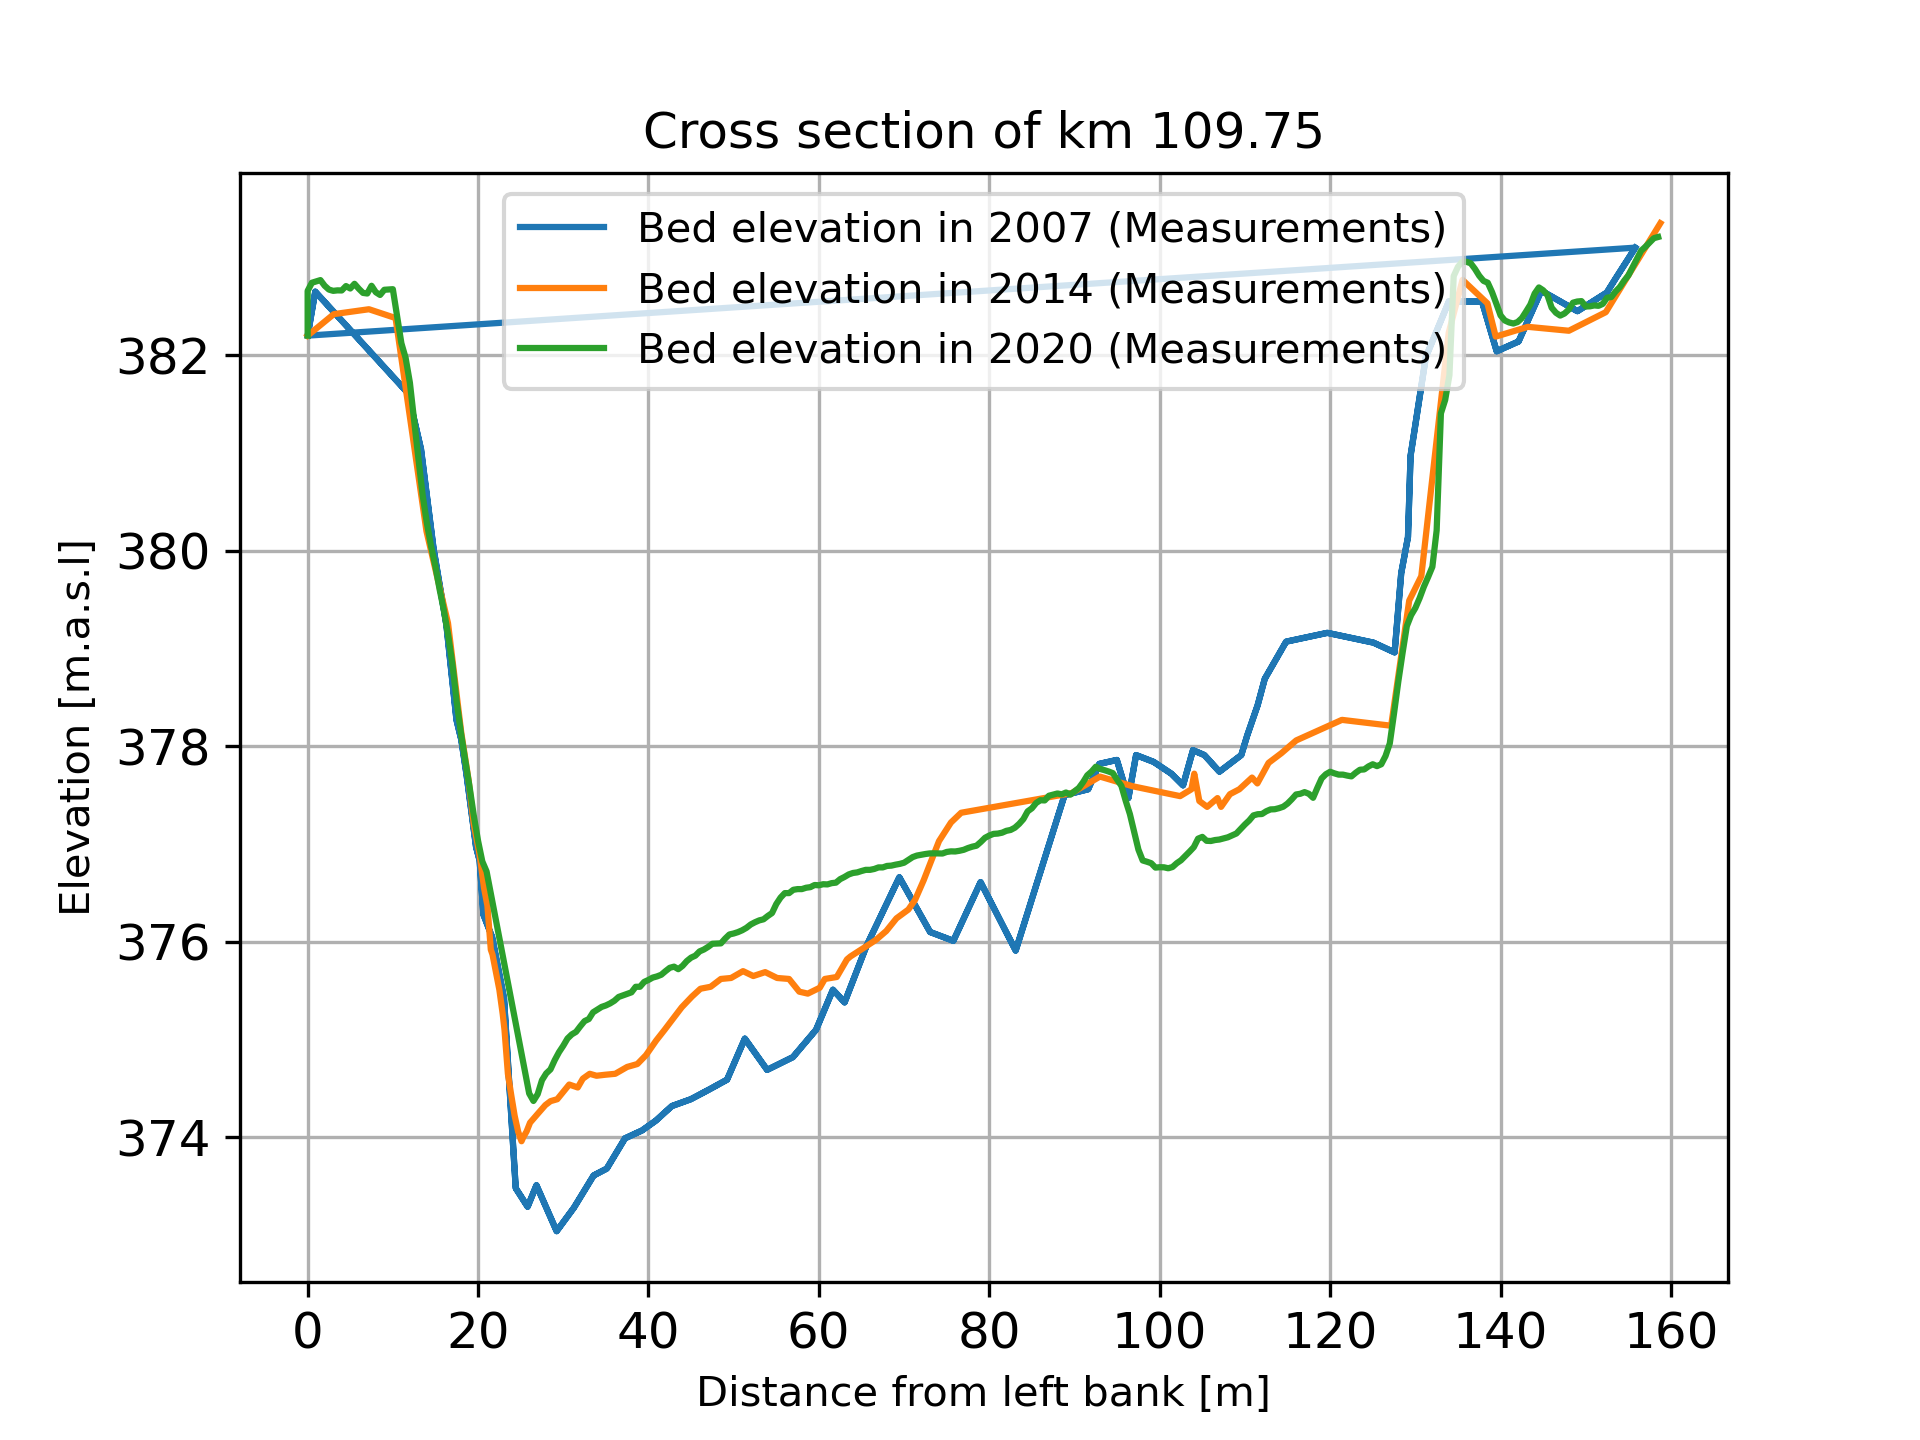 Cross section of km 109.75
Bed elevation in 2007 (Measurements)
Bed elevation in 2014 (Measurements)
Bed elevation in 2020 (Measurements)
382
380
378
376
374
Elevation [m.a.s.l]
0 20 40 60 80 100 120 140 160
Distance from left bank [m]